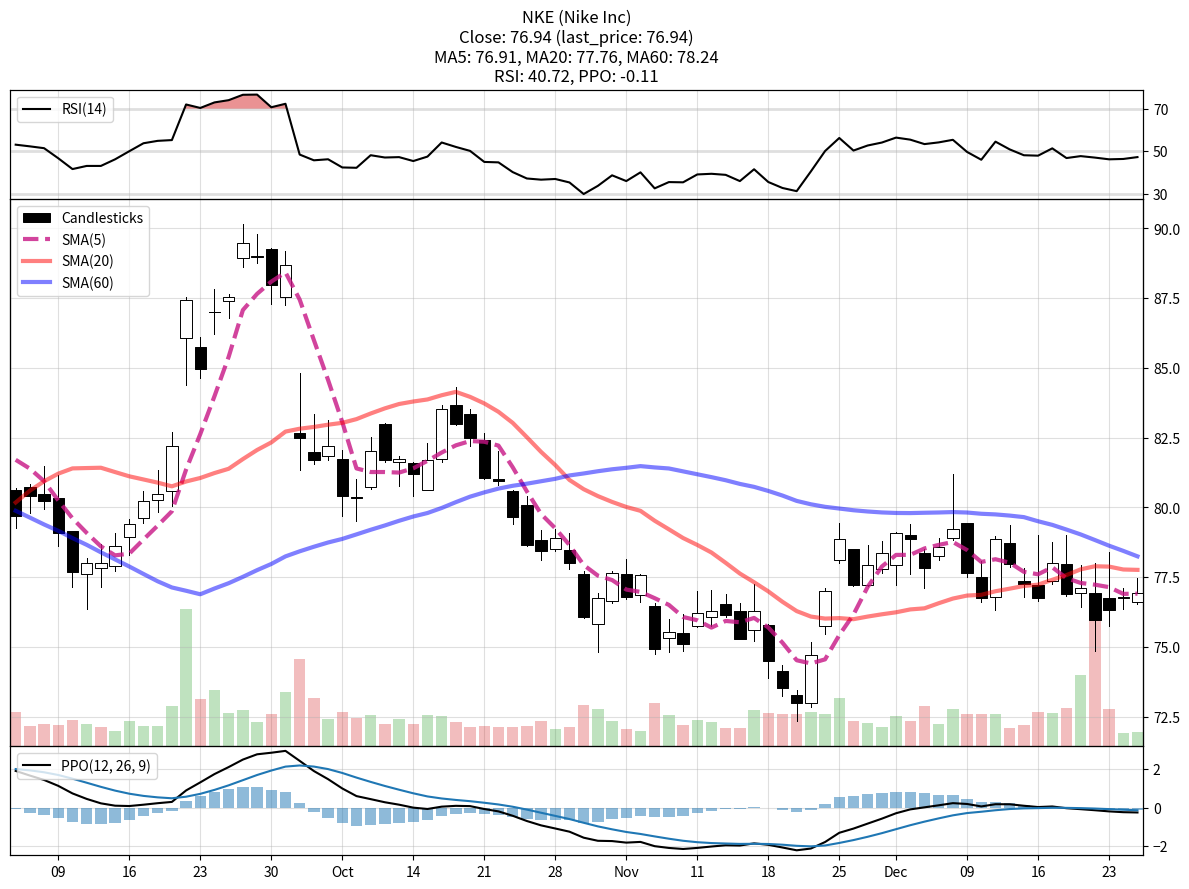 NKE (Nike Inc)
Close: 76.94 (last_price: 76.94)
MA5: 76.91, MA20: 77.76, MA60: 78.24
RSI: 40.72, PPO: -0.11
RSI(14)
70
50
30
Candlesticks
SMA(5)
SMA(20)
SMA(60)
90.0
87.5
85.0
82.5
80.0
77.5
75.0
72.5
PPO(12, 26, 9)
2
0
−2
09 16 23 30 Oct 14 21 28 Nov 11 18 25 Dec 09 16 23